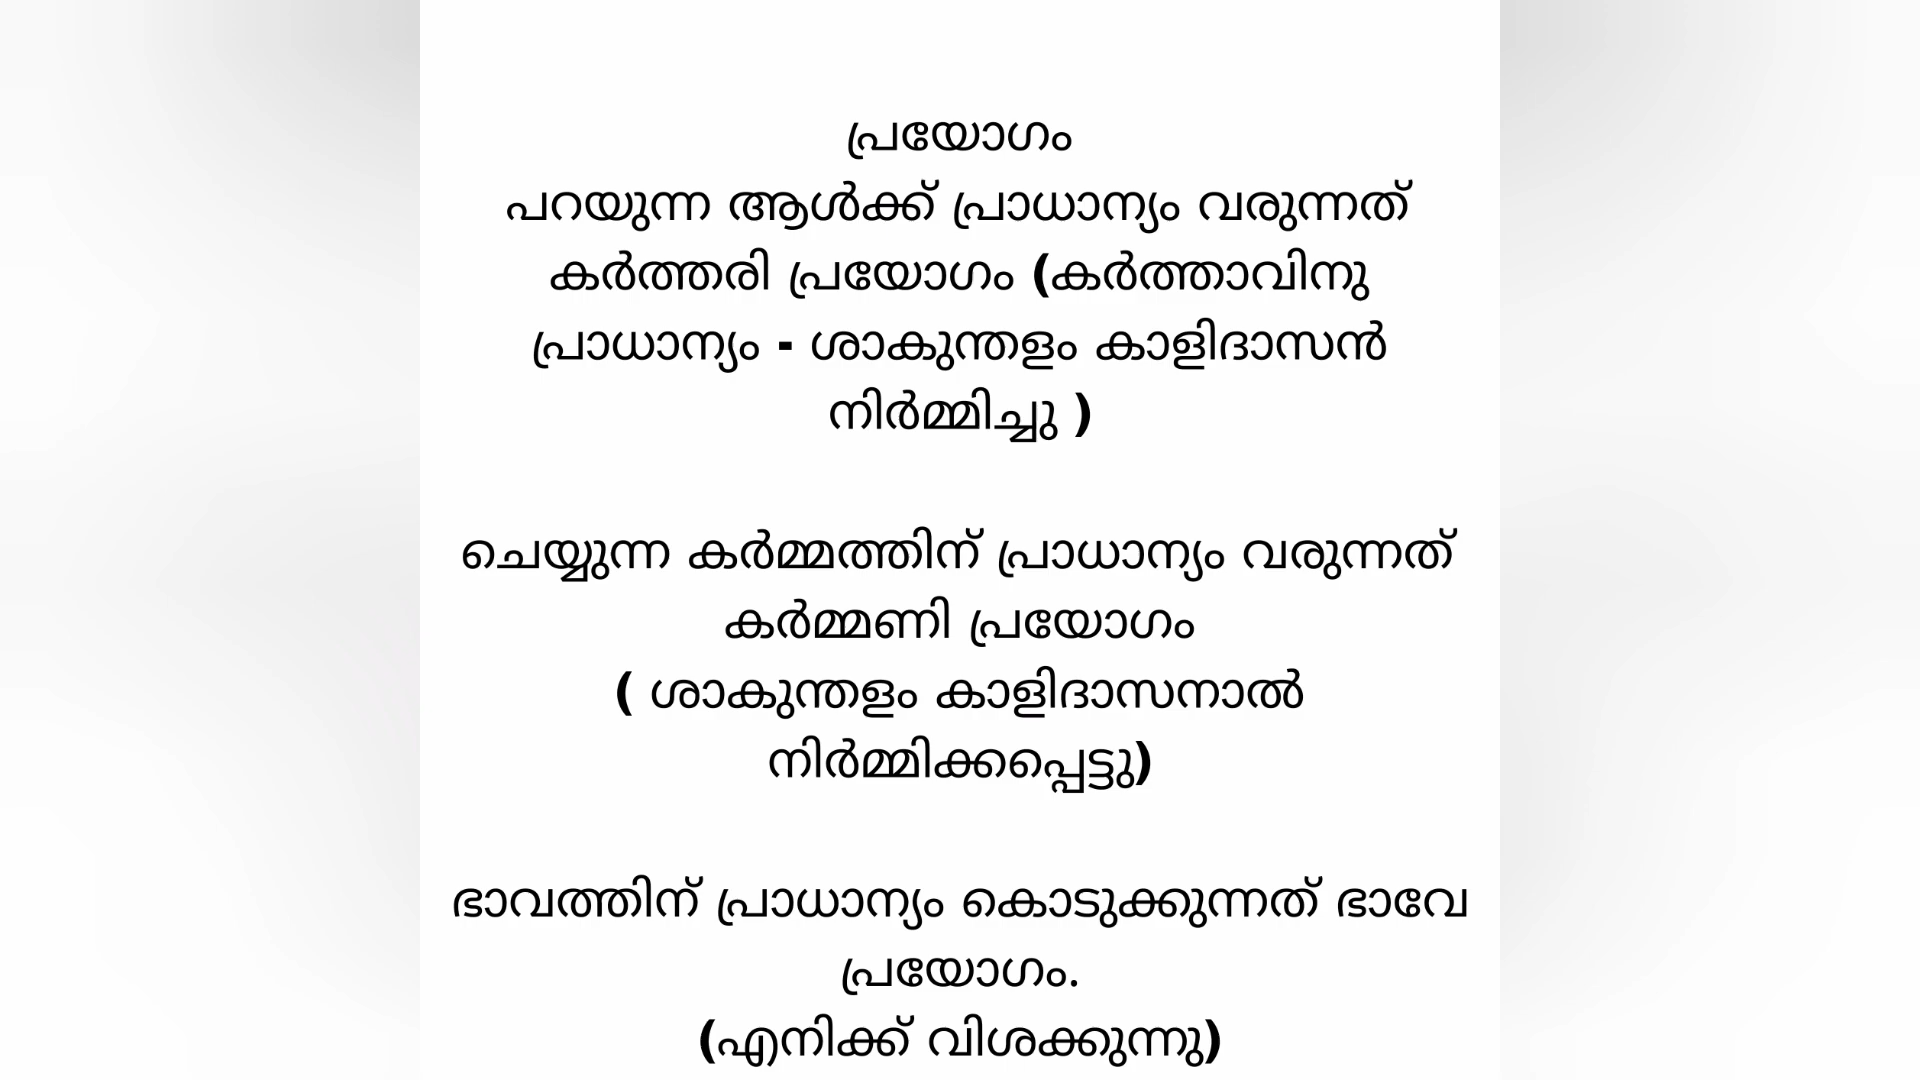 പ്രയോഗം
പറയുന്ന ആൾക്ക് പ്രാധാന്യം വരുന്നത്
കർത്തരി പ്രയോഗം (കർത്താവിനു
പ്രാധാന്യം - ശാകുന്തളം കാളിദാസൻ
നിർമ്മിച്ചു )
ചെയ്യുന്ന കർമ്മത്തിന് പ്രാധാന്യം വരുന്നത്
കർമ്മണി പ്രയോഗം
( ശാകുന്തളം കാളിദാസനാൽ
നിർമ്മിക്കപ്പെട്ടു)
ഭാവത്തിന് പ്രാധാന്യം കൊടുക്കുന്നത് ഭാവേ
പ്രയോഗം.
(എനിക്ക് വിശക്കുന്നു)